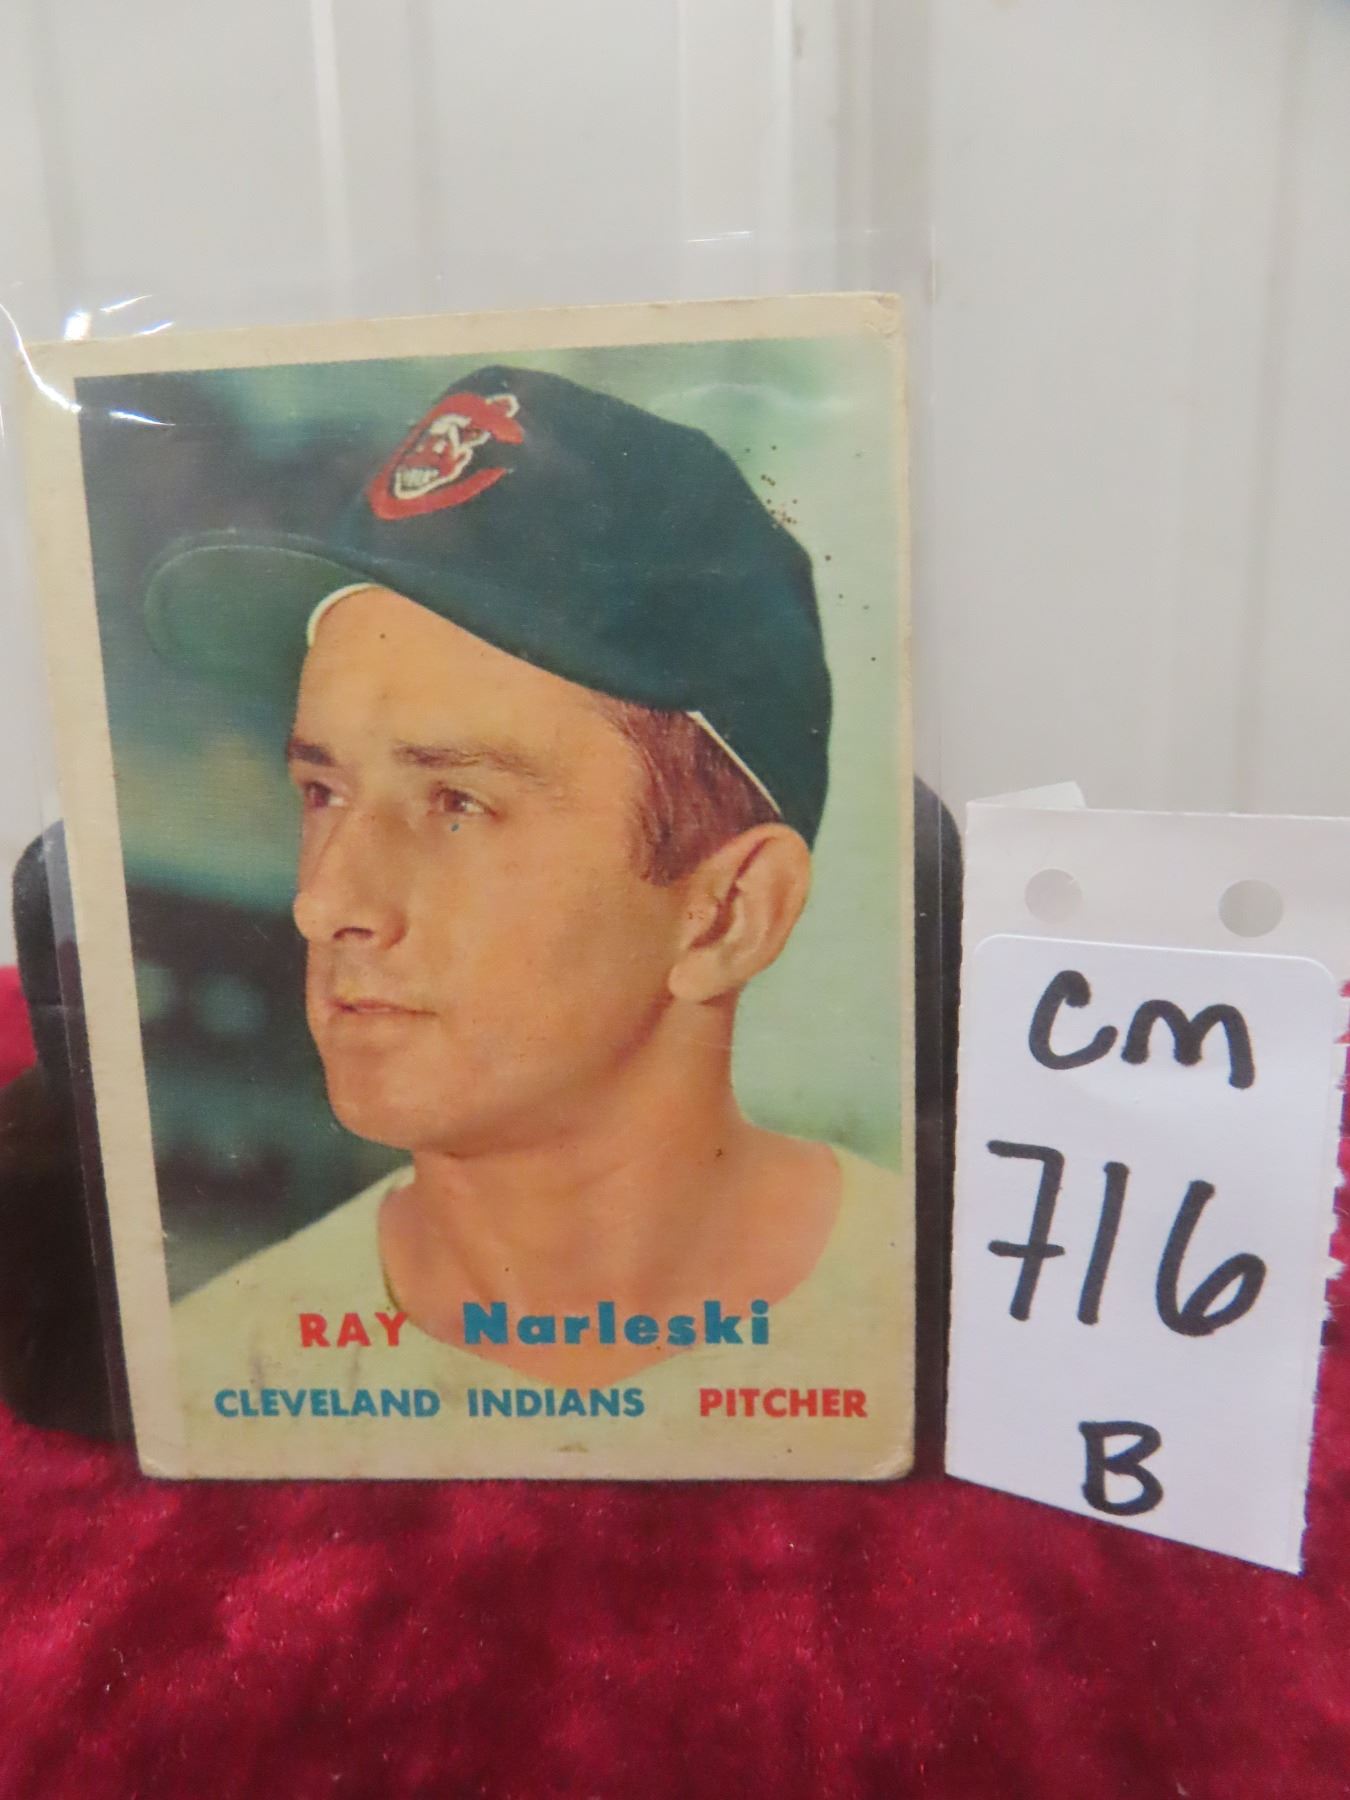 RAY Narleski
CLEVELAND INDIANS PITCHER
CM
716
B